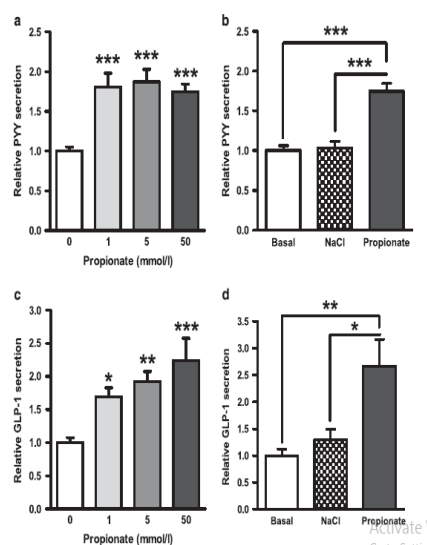 a
Relative PYY secretion
2.5
2.0
1.5
1.0
0.5
0.0
***
***
***
0 1 5 50
Propionate (mmol/l)
b
Relative PYY secretion
2.5
2.0
1.5
1.0
0.5
0.0
***
***
Basal NaCl Propionate
c
Relative GLP-1 secretion
3.0
2.5
2.0
1.5
1.0
0.5
0.0
*
**
***
0 1 5 50
Propionate (mmol/l)
d
Relative GLP-1 secretion
3.5
3.0
2.5
2.0
1.5
1.0
0.5
0.0
**
*
Basal NaCl Propionate
Activate